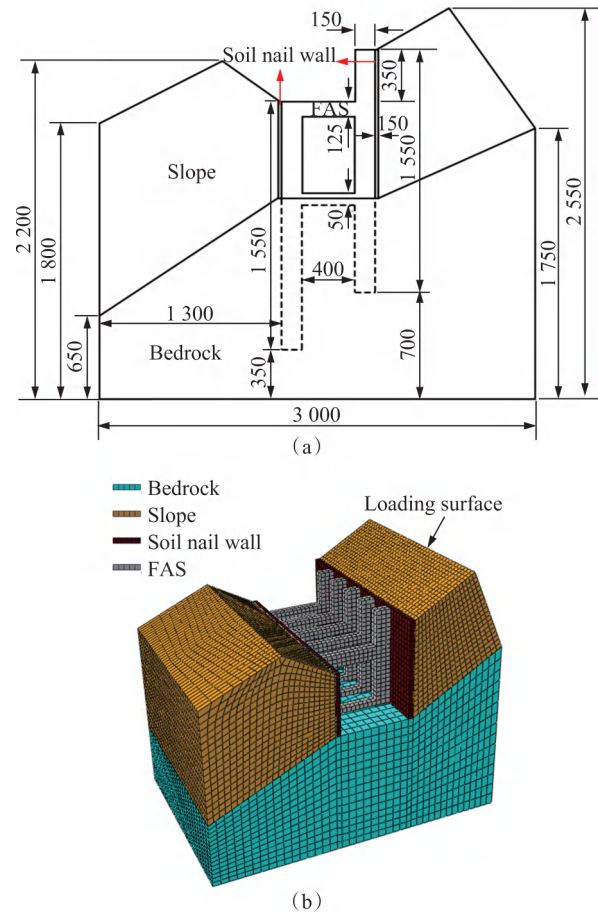 150
Soil nail wall
FAS
350
125
150
1 550
Slope
2 200
1 800
1 550
50
400
2 550
1 750
1 300
700
650
Bedrock
350
3 000
(a)
Bedrock
Slope
Soil nail wall
FAS
Loading surface
(b)